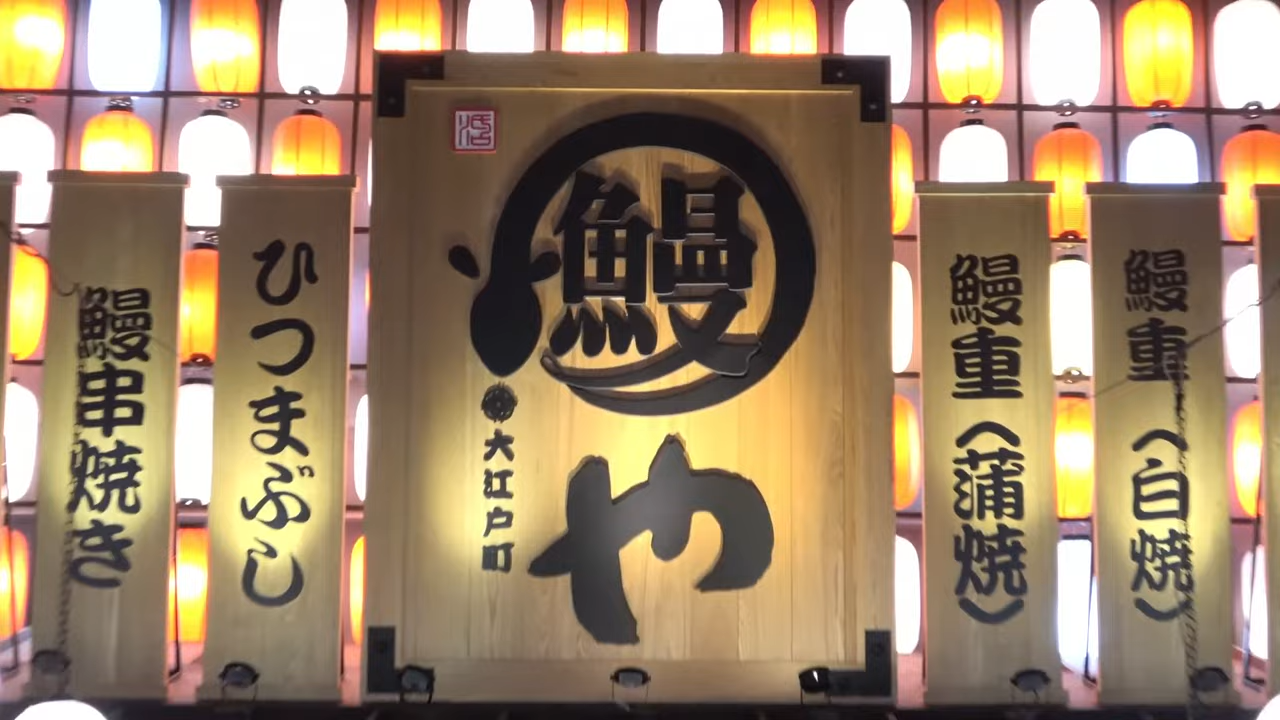 鰻串焼き
ひつまぶし
鰻
や
大江戸町
鰻重（蒲焼）
鰻重（白焼）